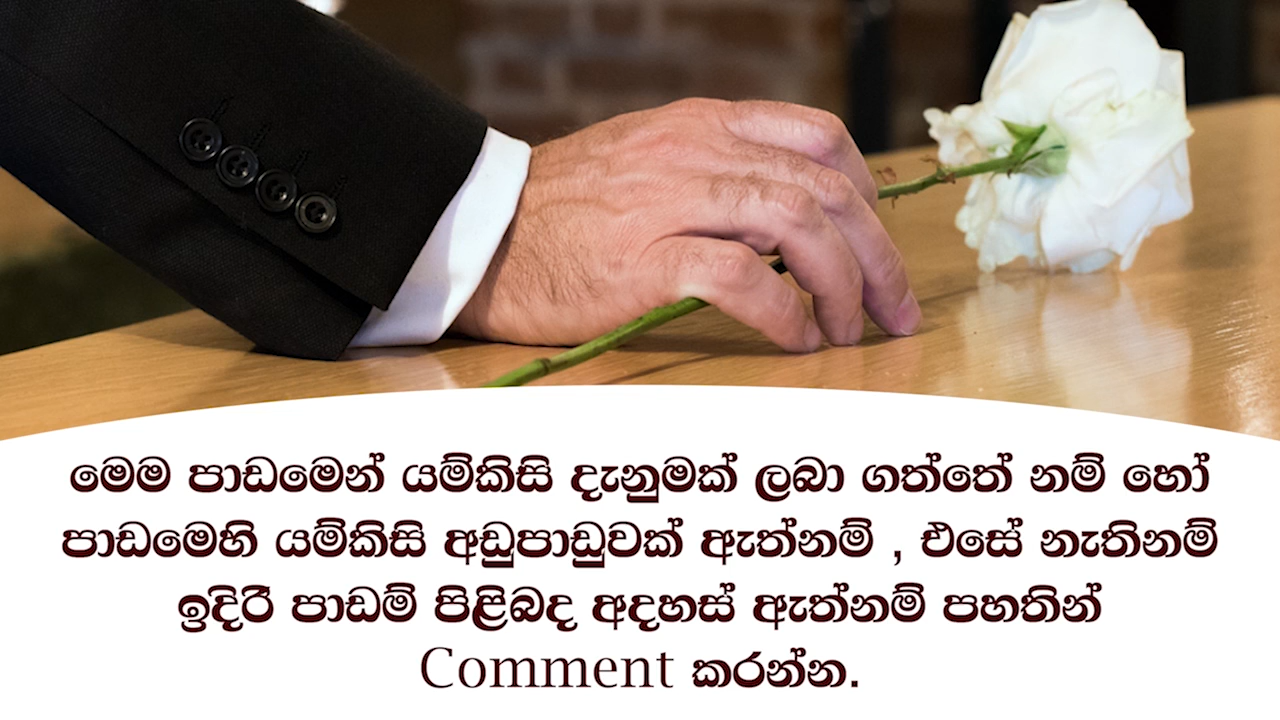 මෙම පාඩමෙන් යම්කිසි දැනුමක් ලබා ගත්තේ නම් හෝ
පාඩමෙහි යම්කිසි අඩුපාඩුවක් ඇත්නම් , එසේ නැතිනම්
ඉදිරි පාඩම් පිළිබද අදහස් ඇත්නම් පහතින්
Comment කරන්න.